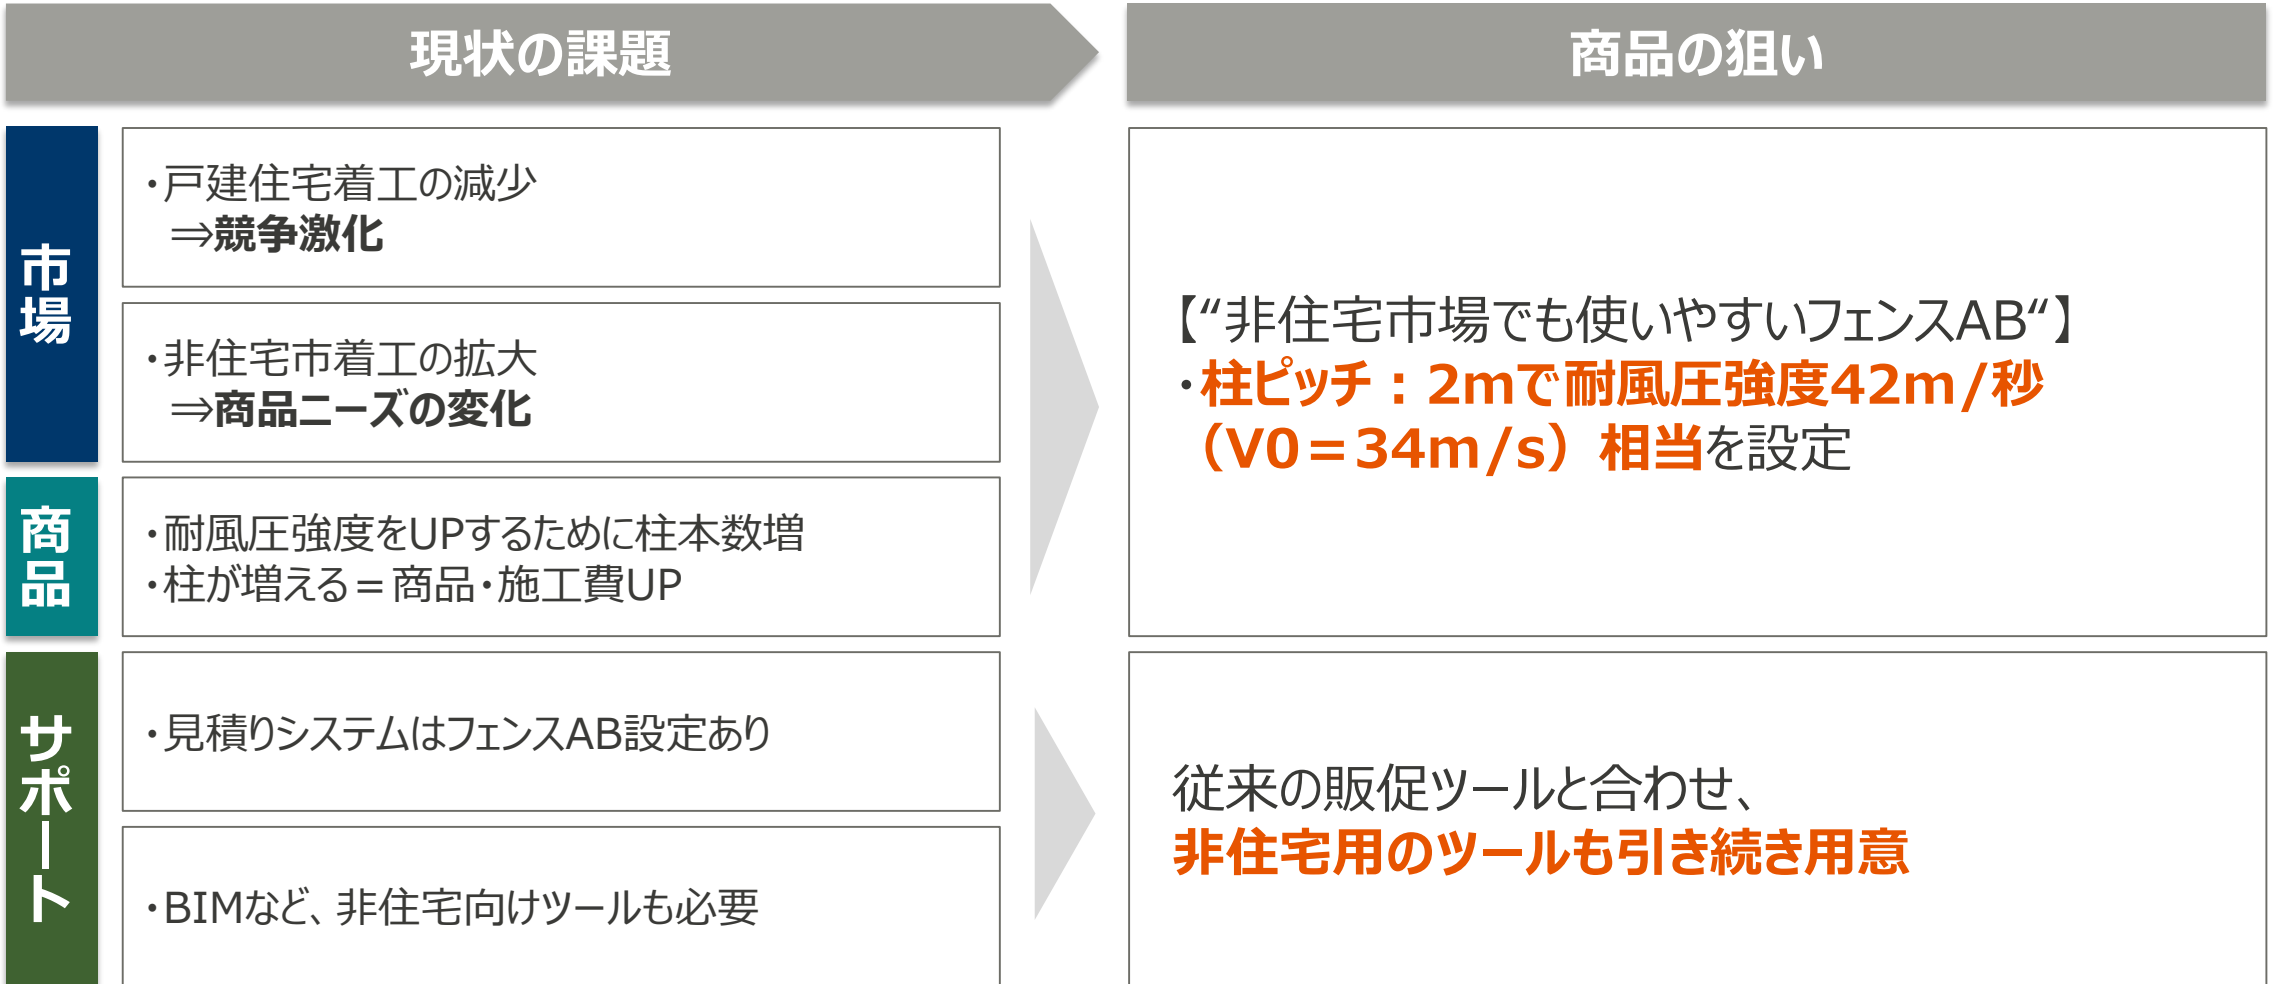 現状の課題
商品の狙い
市場
・戸建住宅着工の減少
⇒競争激化
・非住宅市着工の拡大
⇒商品ニーズの変化
商品
・耐風圧強度をUPするために柱本数増
・柱が増える＝商品・施工費UP
【“非住宅市場でも使いやすいフェンスAB“】
・柱ピッチ：2mで耐風圧強度42m/秒
（V0＝34m/s）相当を設定
サポート
・見積りシステムはフェンスAB設定あり
・BIMなど、非住宅向けツールも必要
従来の販促ツールと合わせ、
非住宅用のツールも引き続き用意